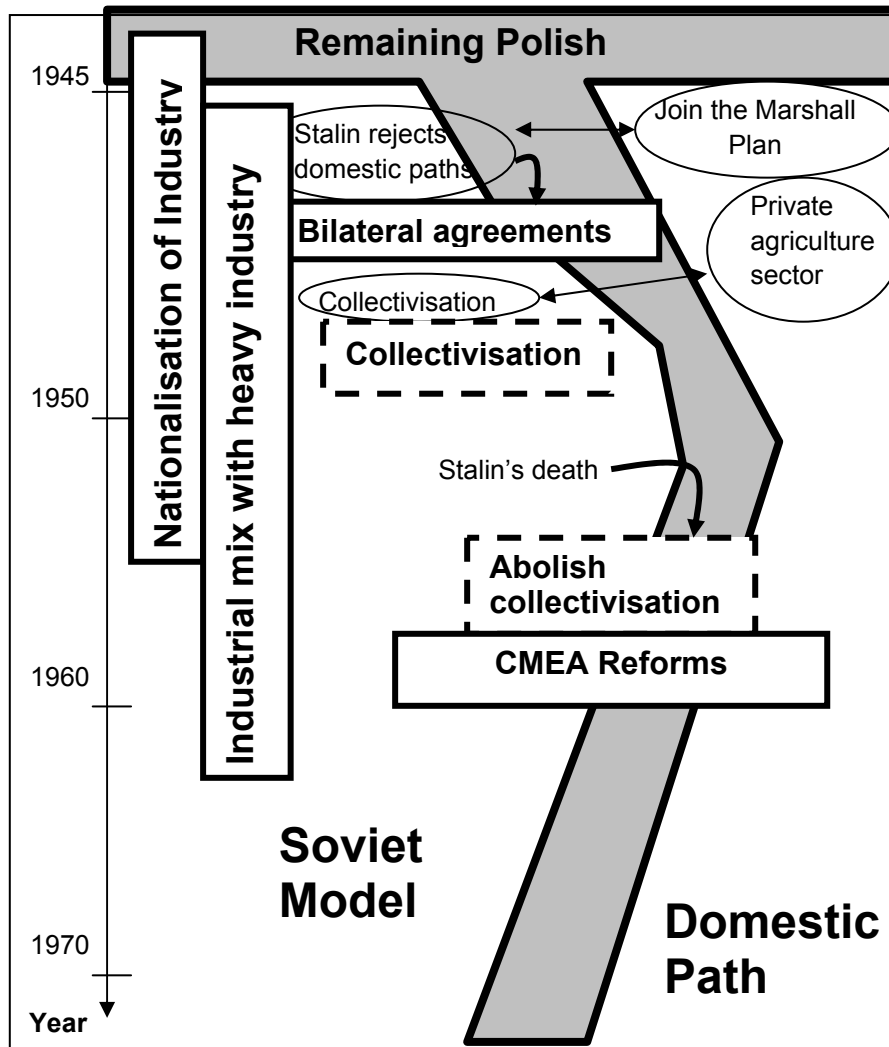 Remaining Polish
1945
Nationalisation of Industry
Industrial mix with heavy industry
Stalin rejects
domestic paths
Join the Marshall
Plan
Private
agriculture
sector
Bilateral agreements
Collectivisation
Collectivisation
1950
Stalin’s death
Abolish
collectivisation
CMEA Reforms
1960
Soviet
Model
Domestic
Path
1970
Year